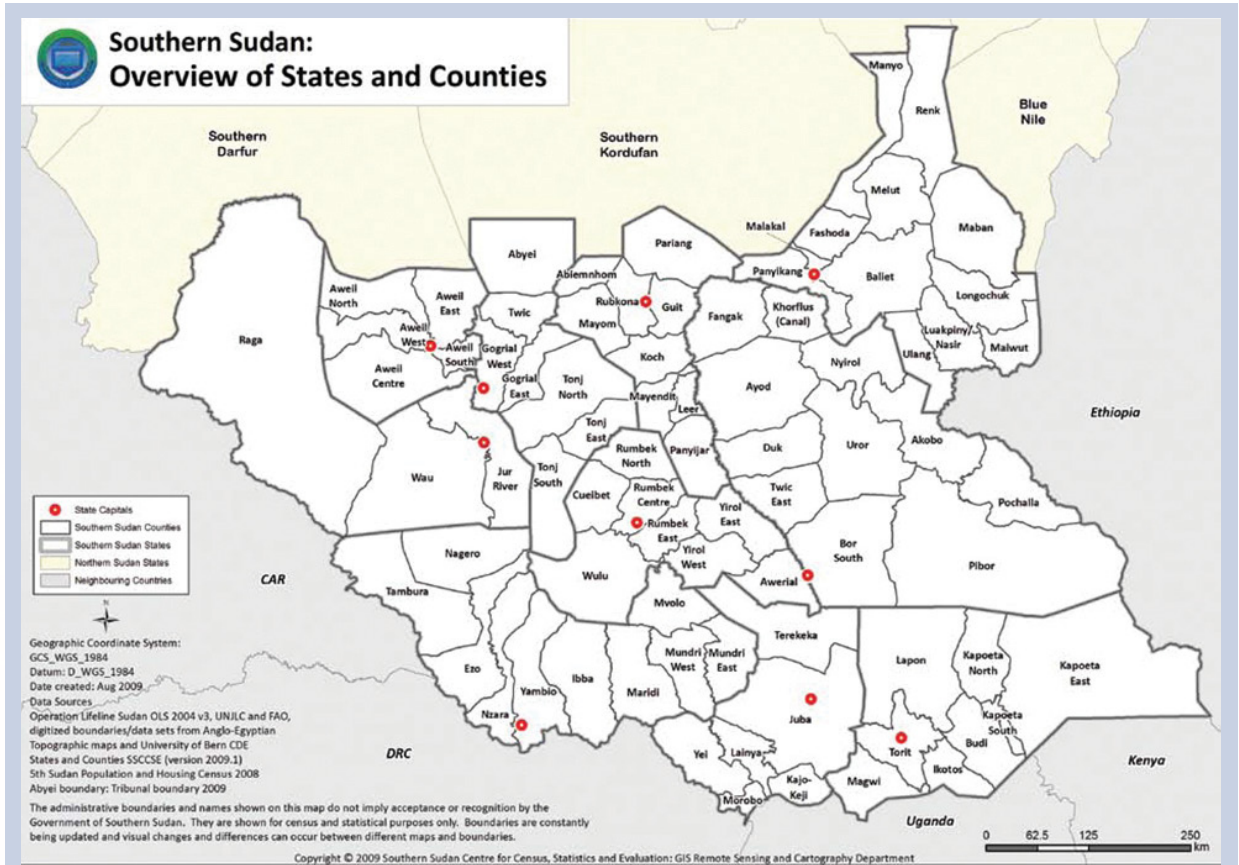 Southern Sudan:
Overview of States and Counties
Southern
Darfur
Southern
Kordufan
Blue
Nile
Manyo
Renk
Melut
Maban
Malakal
Fashoda
Abyei
Pariang
Panyikang
Baliet
Abiemnhom
Longochuk
Aweil
North
Aweil
East
Twic
Rubkona
Guit
Fangak
Khorflus
(Canal)
Mayom
Luakpiny/
Nasir
Malwut
Ulang
Raga
Aweil
West
Aweil
South
Gogrial
West
Koch
Nyirol
Aweil
Centre
Gogrial
East
Tonj
North
Mayendit
Leer
Ayod
Ethiopia
Tonj
East
Rumbek
North
Panyijar
Duk
Uror
Akobo
Wau
Jur
River
Tonj
South
Cueibet
Rumbek
Centre
Twic
East
Pochalla
Rumbek
East
Yirol
East
Yirol
West
Bor
South
Pibor
State Capitals
Southern Sudan Counties
Southern Sudan States
Northern Sudan States
Neighbouring Countries
Nagero
Wulu
Awerial
CAR
Tambura
Mvolo
N
Terekeka
Geographic Coordinate System:
GCS_WGS_1984
Datum: D_WGS_1984
Date created: Aug 2009
Data Sources
Operation Lifeline Sudan OLS 2004 v3, UNJLC and FAO,
digitized boundaries/data sets from Anglo-Egyptian
Topographic maps and University of Bern CDE
States and Counties SSCCSE (version 2009.1)
5th Sudan Population and Housing Census 2008
Abyei boundary: Tribunal boundary 2009
Ezo
Yambio
Ibba
Maridi
Mundri
West
Mundri
East
Lapon
Kapoeta
North
Kapoeta
East
Nzara
Juba
Kapoeta
South
Torit
Budi
DRC
Yei
Lainya
Kenya
Magwi
Ikotos
Kajo-
Keji
Morobo
Uganda
The administrative boundaries and names shown on this map do not imply acceptance or recognition by the
Government of Southern Sudan. They are shown for census and statistical purposes only. Boundaries are constantly
being updated and visual changes and differences can occur between different maps and boundaries.
0 62.5 125 250
km
Copyright © 2009 Southern Sudan Centre for Census, Statistics and Evaluation: GIS Remote Sensing and Cartography Department